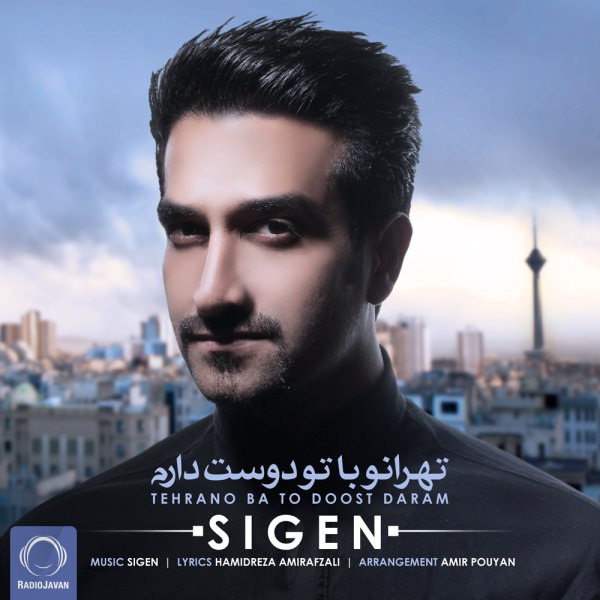 تهرانو با تو دوست دارم
TEHRANO BA TO DOOST DARAM
SIGEN
MUSIC SIGEN | LYRICS HAMIDREZA AMIRAFZALI | ARRANGEMENT AMIR POUYAN
RADIOJAVAN